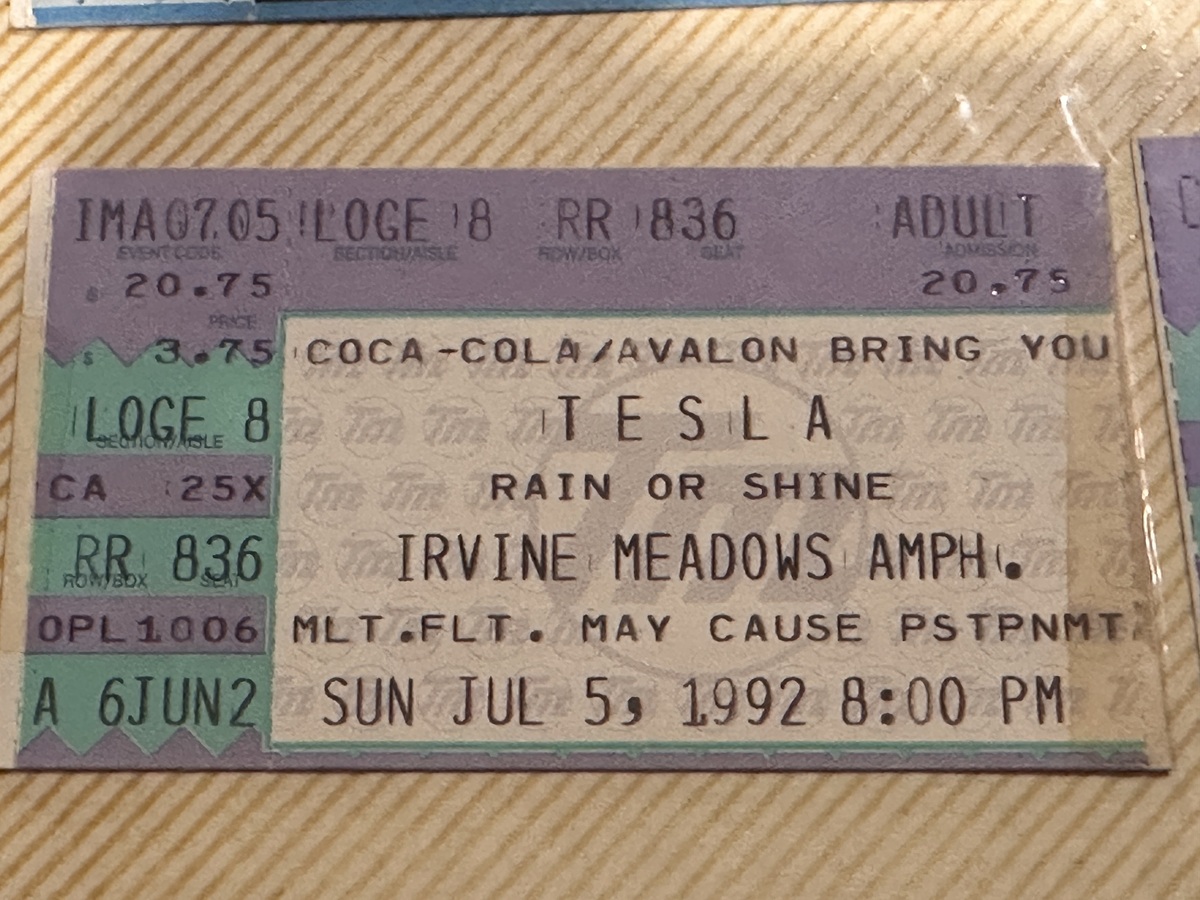 IMA0705 LOGE 8 RR 836 ADULT
EVENT CODE SECTION/AISLE ROW/BOX SEAT ADMISSION
$ 20.75 20.75
PRICE
$ 3.75 COCA-COLA/AVALON BRING YOU
LOGE 8 T E S L A
SECTION/AISLE
CA 25X RAIN OR SHINE
RR 836 IRVINE MEADOWS AMPH.
ROW/BOX SEAT
OPL1006 MLT.FLT. MAY CAUSE PSTPNMT
A 6JUN2 SUN JUL 5, 1992 8:00 PM